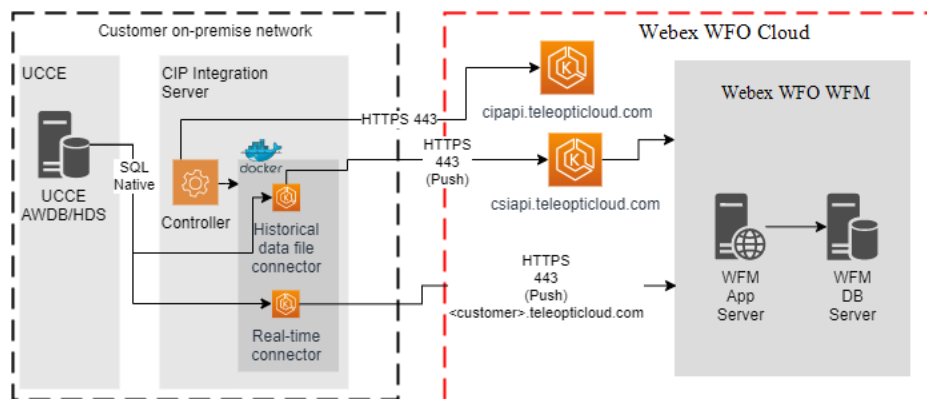 Customer on-premise network
Webex WFO Cloud
UCCE
CIP Integration
Server
Webex WFO WFM
HTTPS 443
cipapi.teleopticloud.com
HTTPS
443
(Push)
docker
SQL
Native
UCCE
AWDB/HDS
Controller
csiapi.teleopticloud.com
Historical
data file
connector
HTTPS
443
(Push)
<customer>.teleopticloud.com
WFM
App
Server
WFM
DB
Server
Real-time
connector
K
K